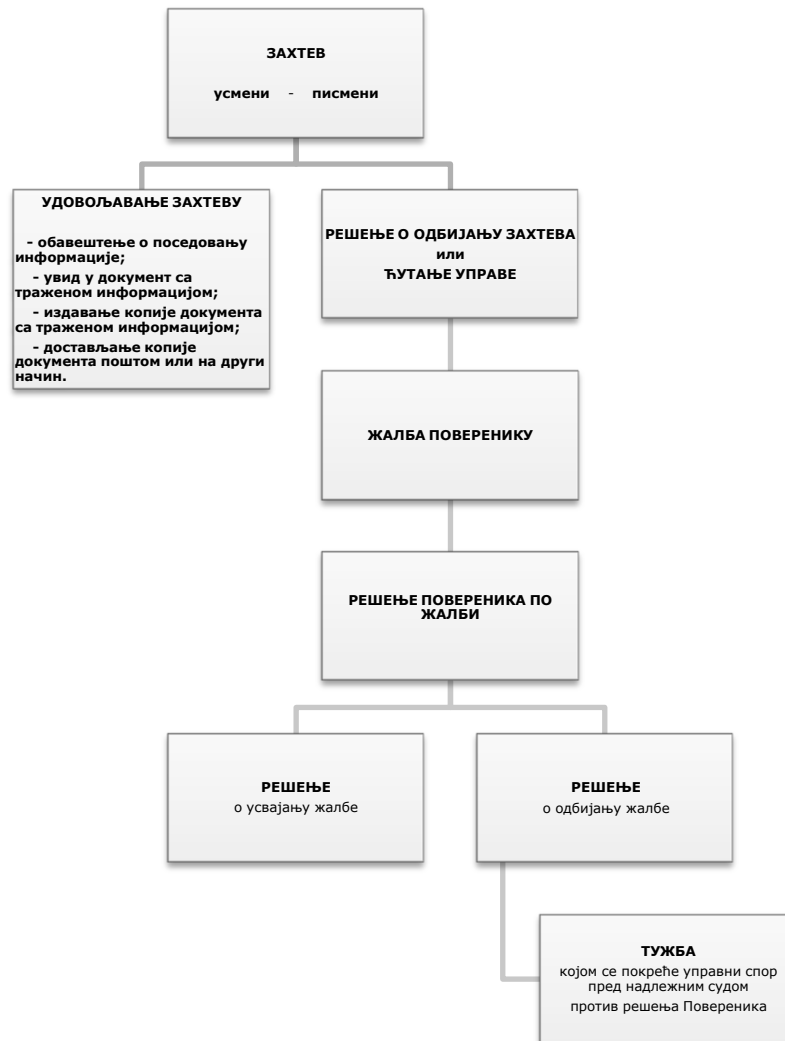 ЗАХТЕВ
усмени - писмени
УДОВОЉАВАЊЕ ЗАХТЕВУ
- обавештење о поседовању
информације;
- увид у документ са
траженом информацијом;
- издавање копије документа
са траженом информацијом;
- достављање копије
документа поштом или на други
начин.
РЕШЕЊЕ О ОДБИЈАЊУ ЗАХТЕВА
или
ЋУТАЊЕ УПРАВЕ
ЖАЛБА ПОВЕРЕНИКУ
РЕШЕЊЕ ПОВЕРЕНИКА ПО
ЖАЛБИ
РЕШЕЊЕ
о усвајању жалбе
РЕШЕЊЕ
о одбијању жалбе
ТУЖБА
којом се покреће управни спор
пред надлежним судом
против решења Повереника